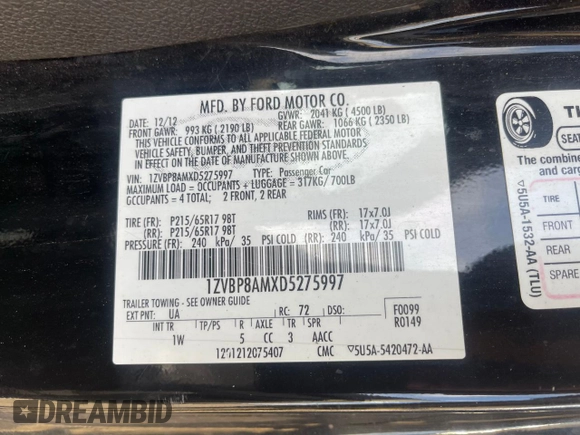 MFD. BY FORD MOTOR CO.
12/12 GVWR: 2041 KG (4500 LB)
FRONT GAWR: 993 KG (2190 LB) REAR GAWR: 1066 KG (2350 LB)
THIS VEHICLE CONFORMS TO ALL APPLICABLE FEDERAL MOTOR
VEHICLE SAFETY, BUMPER, AND THEFT PREVENTION STANDARDS
IN EFFECT ON THE DATE OF MANUFACTURE SHOWN ABOVE.
VIN: 1ZVBP8AMXD5275997 TYPE: Passenger Car
MAXIMUM LOAD = OCCUPANTS + LUGGAGE = 317KG/700LB
OCCUPANTS = 4 TOTAL; 2 FRONT, 2 REAR
TIRE (FR): P215/65R17 98T RIMS (FR): 17x7.0J
(RR): P215/65R17 98T (RR): 17x7.0J
PRESSURE (FR): 240 kPa/35 PSI COLD (RR): 240 kPa/35 PSI COLD
1ZVBP8AMXD5275997
TRAILER TOWING - SEE OWNER GUIDE
EXT PNT: UA RC: 72 DSO: F0099
INT TR TP/PS R AXLE TR SPR R0149
1W 5 CC 3 AACC
1201212075407 CMC ▽5U5A-5420472-AA
TI
SEA
The combine
and carg
TIRE
FRONT
REAR
SPARE
▽5U5A-1532-AA (TLU)
DREAMBID